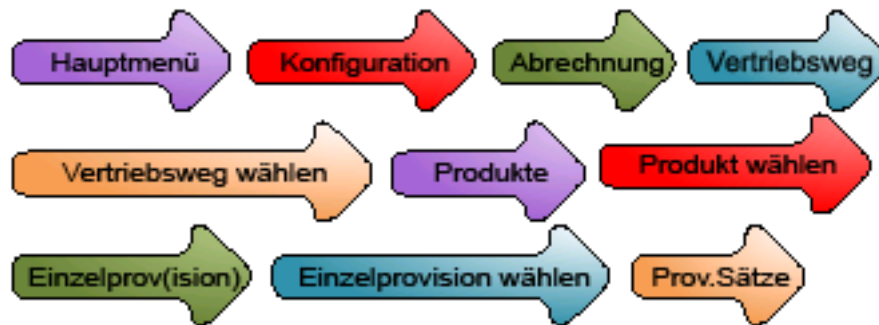 Hauptmenü Konfiguration Abrechnung Vertriebsweg
Vertriebsweg wählen Produkte Produkt wählen
Einzelprov(ision) Einzelprovision wählen Prov.Sätze